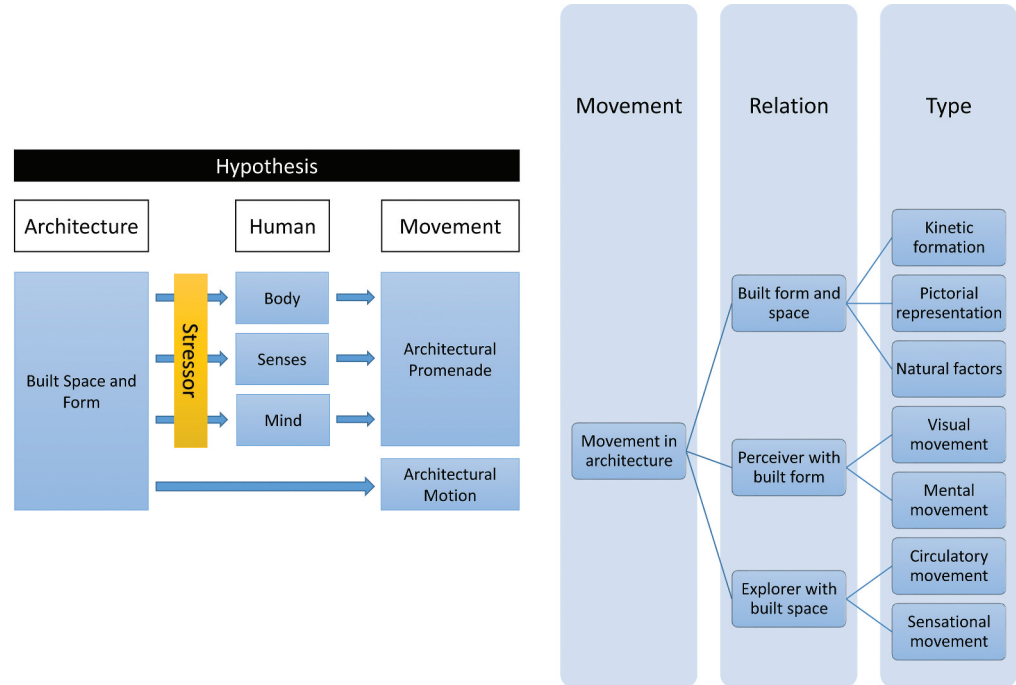 Hypothesis
Architecture
Human
Movement
Built Space and
Form
Stressor
Body
Senses
Mind
Architectural
Promenade
Architectural
Motion
Movement
Relation
Type
Movement in
architecture
Built form and
space
Perceiver with
built form
Explorer with
built space
Kinetic
formation
Pictorial
representation
Natural factors
Visual
movement
Mental
movement
Circulatory
movement
Sensational
movement